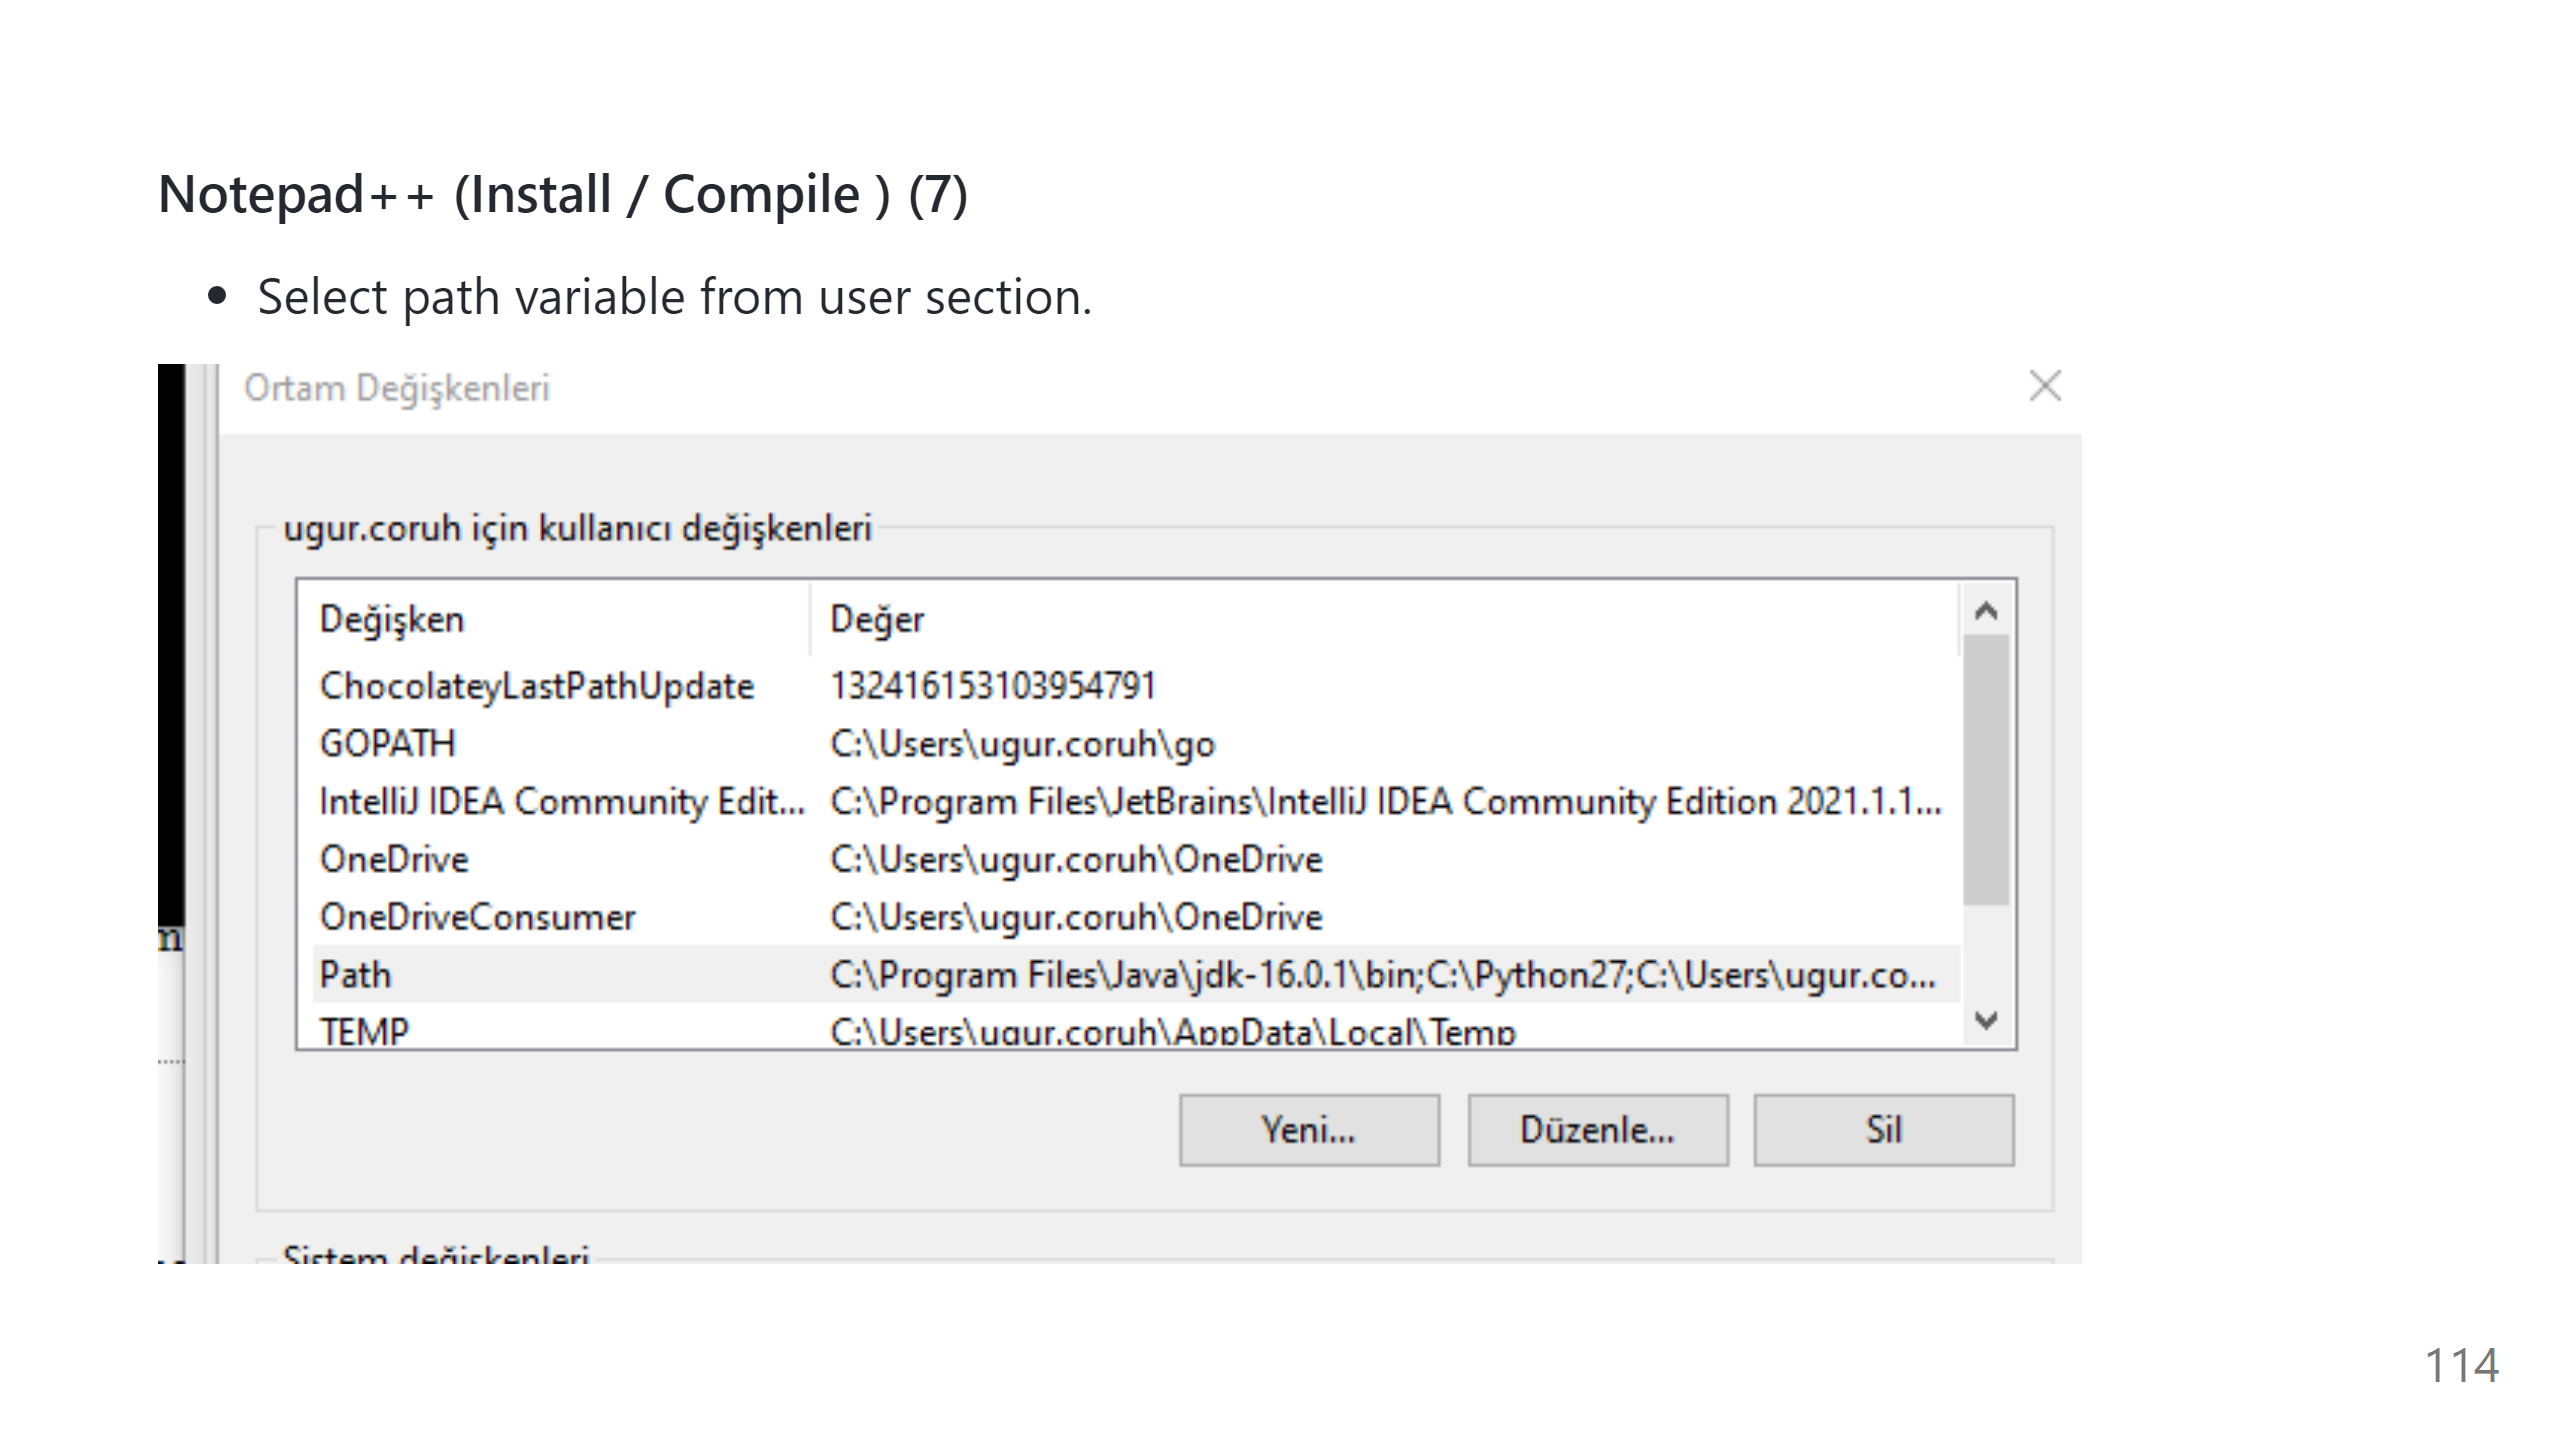 Notepad++ (Install / Compile ) (7)
• Select path variable from user section.
Ortam Değişkenleri
ugur.coruh için kullanıcı değişkenleri
Değişken Değer
ChocolateyLastPathUpdate 132416153103954791
GOPATH C:\Users\ugur.coruh\go
IntelliJ IDEA Community Edit... C:\Program Files\JetBrains\IntelliJ IDEA Community Edition 2021.1.1...
OneDrive C:\Users\ugur.coruh\OneDrive
OneDriveConsumer C:\Users\ugur.coruh\OneDrive
m
Path C:\Program Files\Java\jdk-16.0.1\bin;C:\Python27;C:\Users\ugur.co...
TEMP C:\Users\ugur.coruh\AppData\Local\Temp
Yeni... Düzenle... Sil
Sistem değişkenleri
114